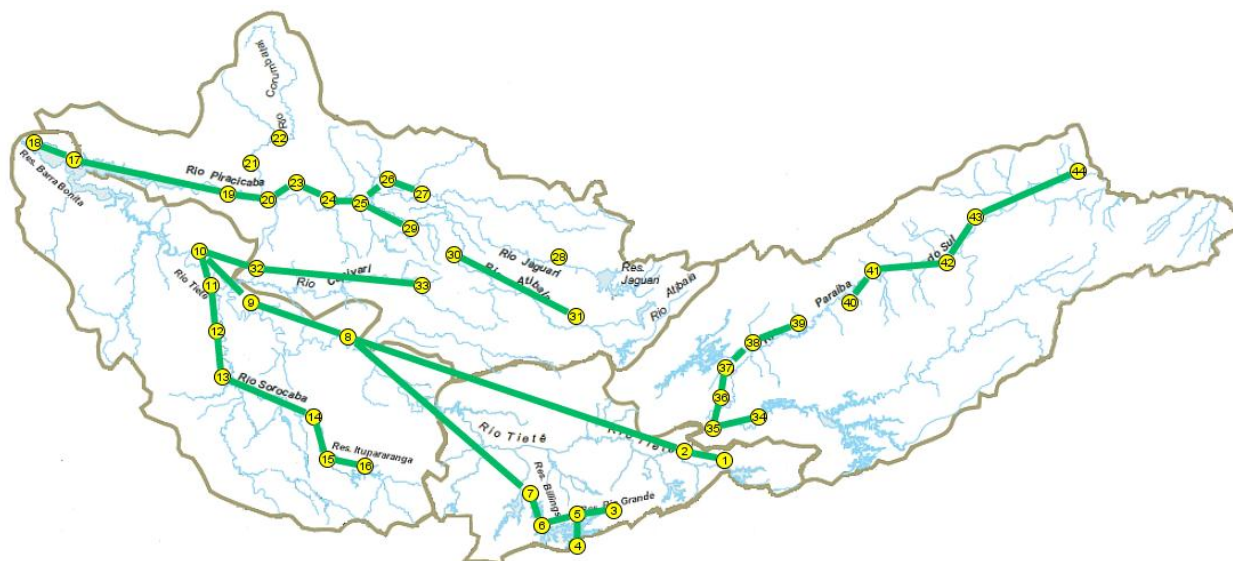 Rio
Corumbataí
22
21
18
17
Res. Barra Bonita
Rio Piracicaba
19
20
23
24
25
26
27
29
10
32
Rio
33
30
Rio Jaguari
28
Res.
Jaguari
Rio Atibaia
31
Rio Atibaia
11
Rio Tietê
9
12
8
13
Rio Sorocaba
14
15
Res. Itupararanga
16
Rio Tietê
Rio Tietê
2
1
7
Res. Billings
6
5
3
Rio Grande
4
44
43
do Sul
42
41
Paraíba
40
39
38
37
36
35
34